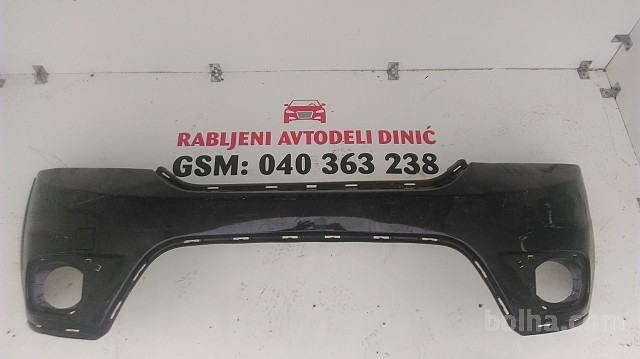 RABLJENI AVTODELI DINIĆ
GSM: 040 363 238
bolha.com